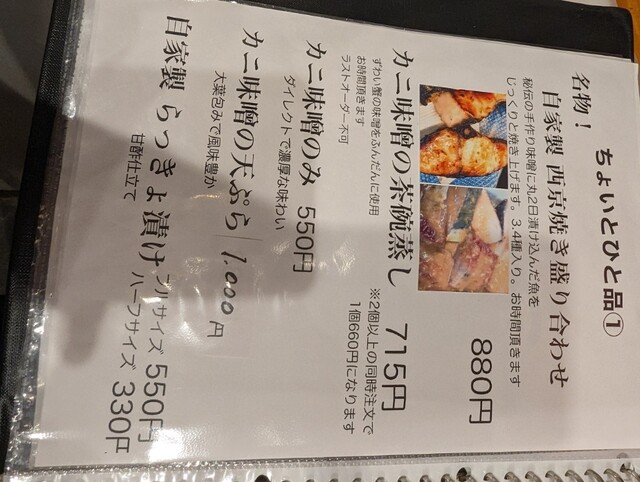 ちょいとひと品①
名物！
自家製 西京焼き盛り合わせ
秘伝の手作り味噌に丸2日漬け込んだ魚を
じっくりと焼き上げます。3.4種入り。お時間頂きます
880円
カニ味噌の茶碗蒸し 715円
ずわい蟹の味噌をふんだんに使用
お時間頂きます
ラストオーダー不可
※2個以上の同時注文で
1個660円になります
カニ味噌のみ 550円
ダイレクトで濃厚な味わい
カニ味噌の天ぷら 1.000円
大葉包みで風味豊か
自家製 らっきょ漬け フルサイズ 550円
甘酢仕立て ハーフサイズ 330円